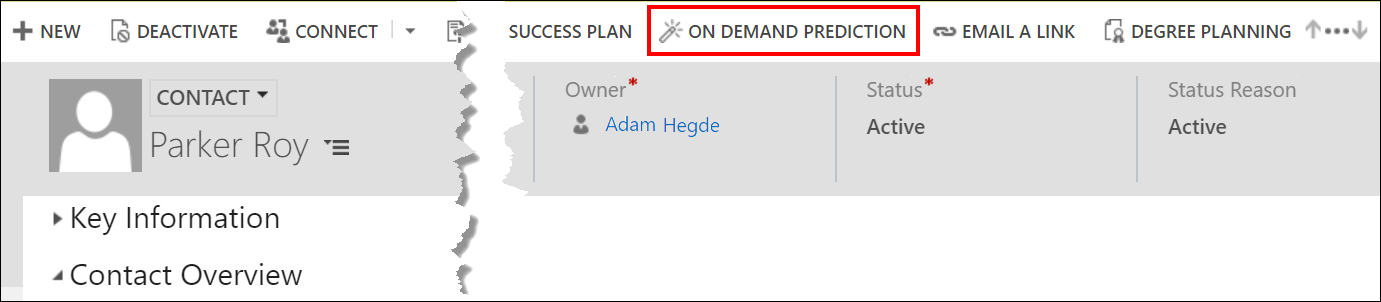 NEW DEACTIVATE CONNECT SUCCESS PLAN ON DEMAND PREDICTION EMAIL A LINK DEGREE PLANNING
CONTACT
Parker Roy
Owner* Status* Status Reason
Adam Hegde Active Active
Key Information
Contact Overview